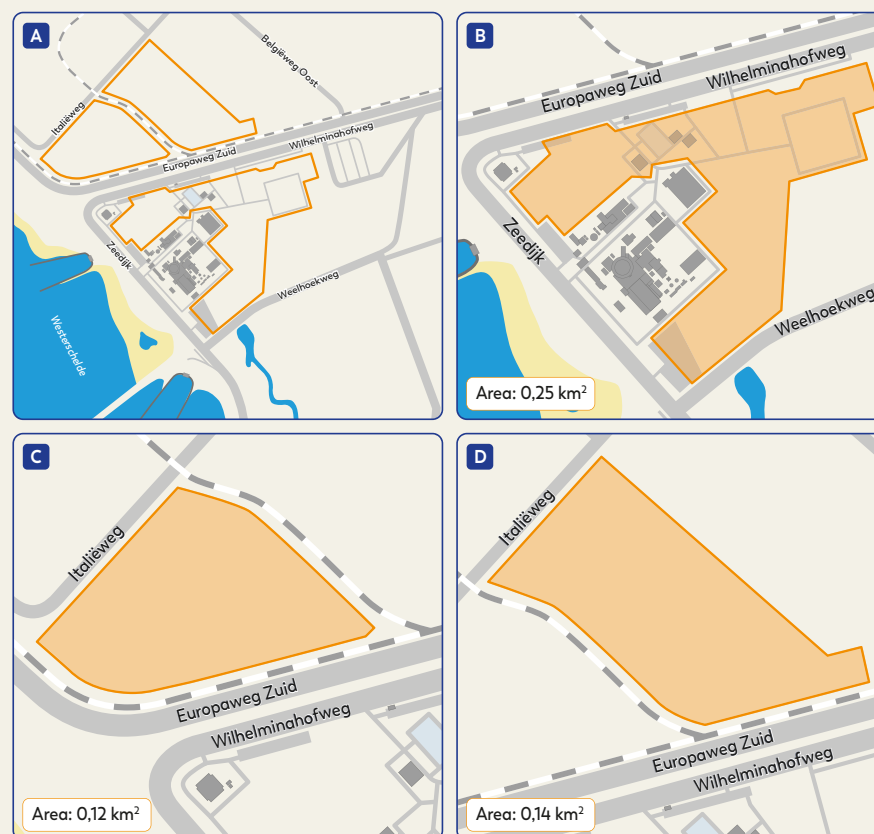 A
Belgiëweg Oost
Italiëweg
Wilhelminahofweg
Europaweg Zuid
Zeedijk
Weelhoekweg
Westerschelde
B
Wilhelminahofweg
Europaweg Zuid
Zeedijk
Weelhoekweg
Area: 0,25 km²
C
Italiëweg
Europaweg Zuid
Wilhelminahofweg
Area: 0,12 km²
D
Italiëweg
Europaweg Zuid
Wilhelminahofweg
Area: 0,14 km²